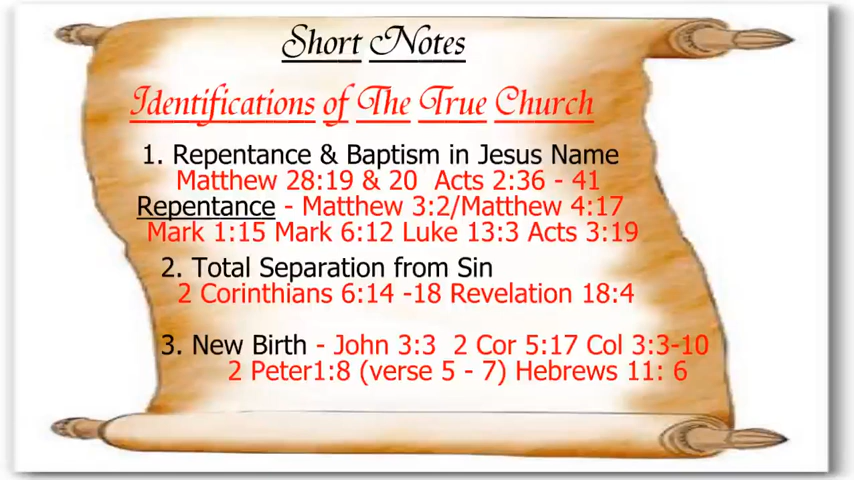 Short Notes
Identifications of The True Church
1. Repentance & Baptism in Jesus Name
Matthew 28:19 & 20 Acts 2:36 - 41
Repentance - Matthew 3:2/Matthew 4:17
Mark 1:15 Mark 6:12 Luke 13:3 Acts 3:19
2. Total Separation from Sin
2 Corinthians 6:14 -18 Revelation 18:4
3. New Birth - John 3:3 2 Cor 5:17 Col 3:3-10
2 Peter1:8 (verse 5 - 7) Hebrews 11: 6